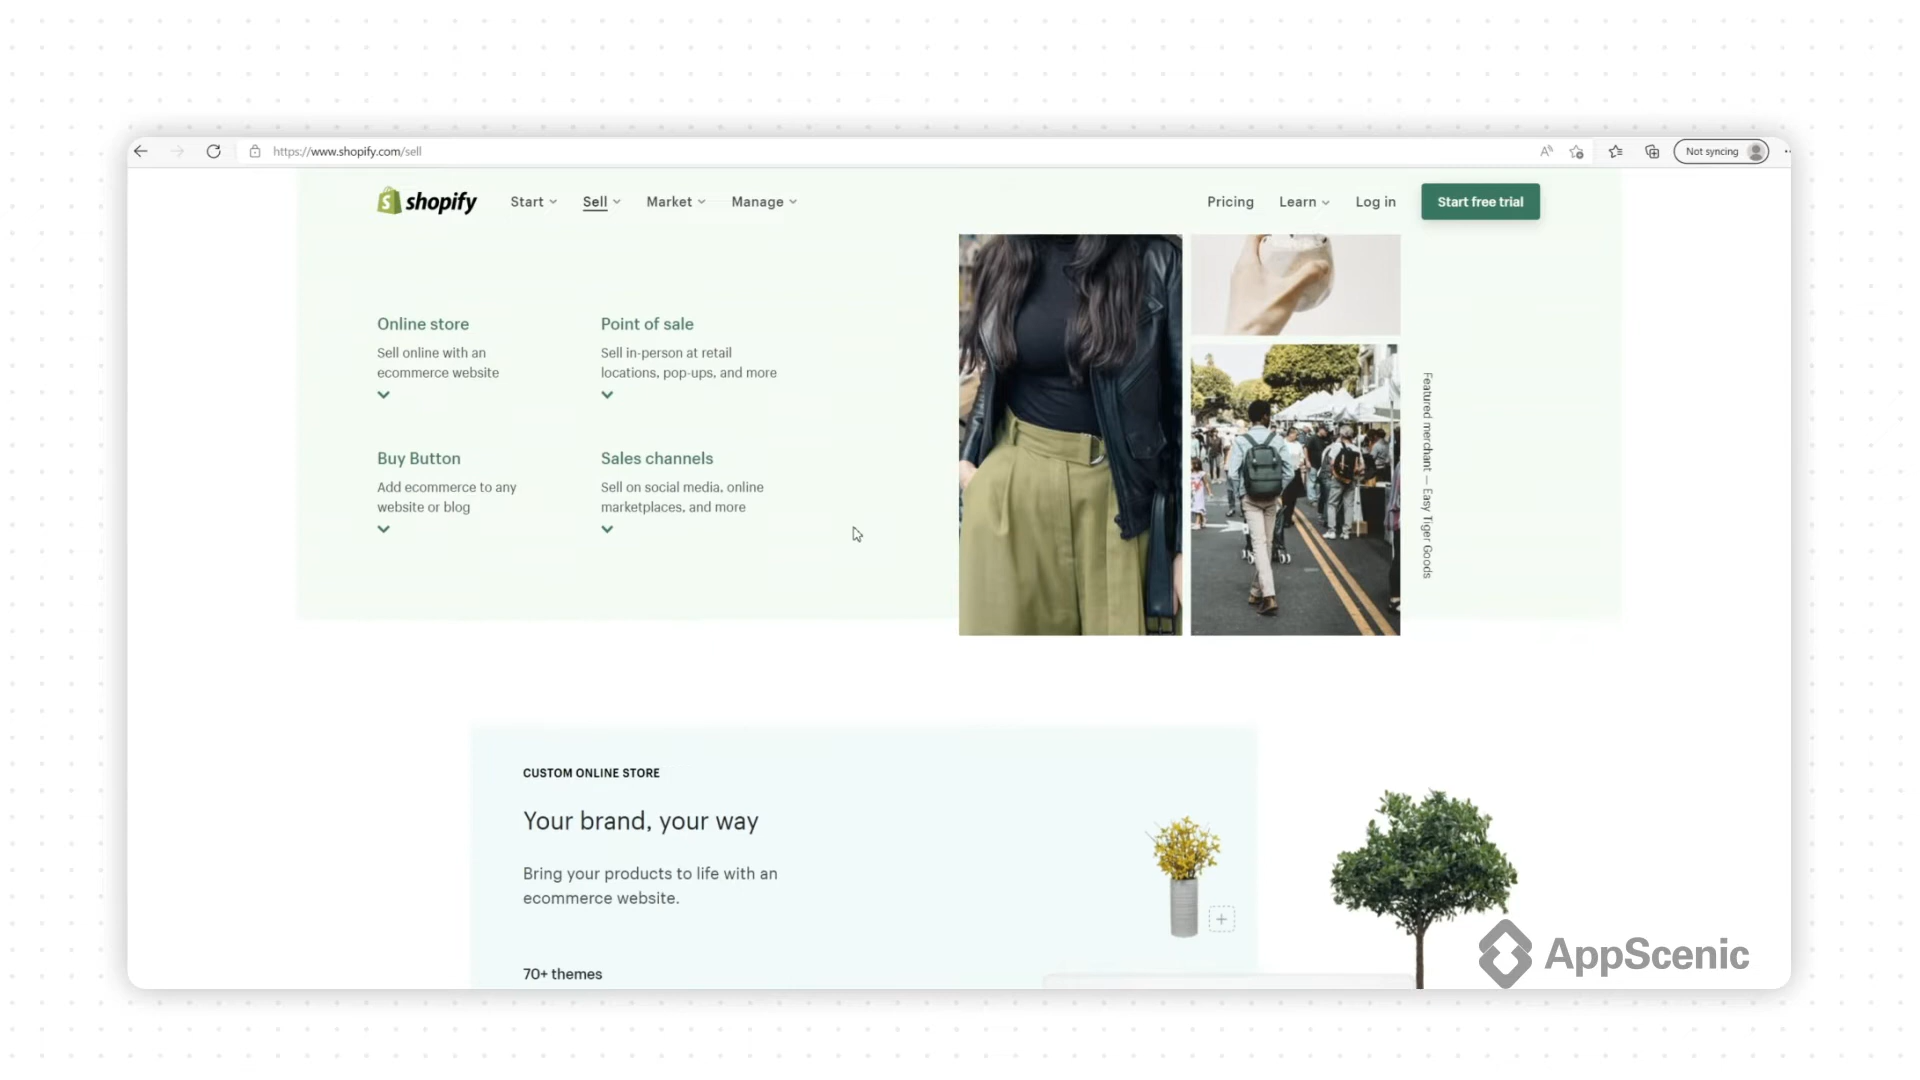 https://www.shopify.com/sell
Not syncing
shopify
Start
Sell
Market
Manage
Pricing
Learn
Log in
Start free trial
Online store
Sell online with an
ecommerce website
Point of sale
Sell in-person at retail
locations, pop-ups, and more
Buy Button
Add ecommerce to any
website or blog
Sales channels
Sell on social media, online
marketplaces, and more
Featured merchant — Easy Tiger Goods
CUSTOM ONLINE STORE
Your brand, your way
Bring your products to life with an
ecommerce website.
70+ themes
AppScenic